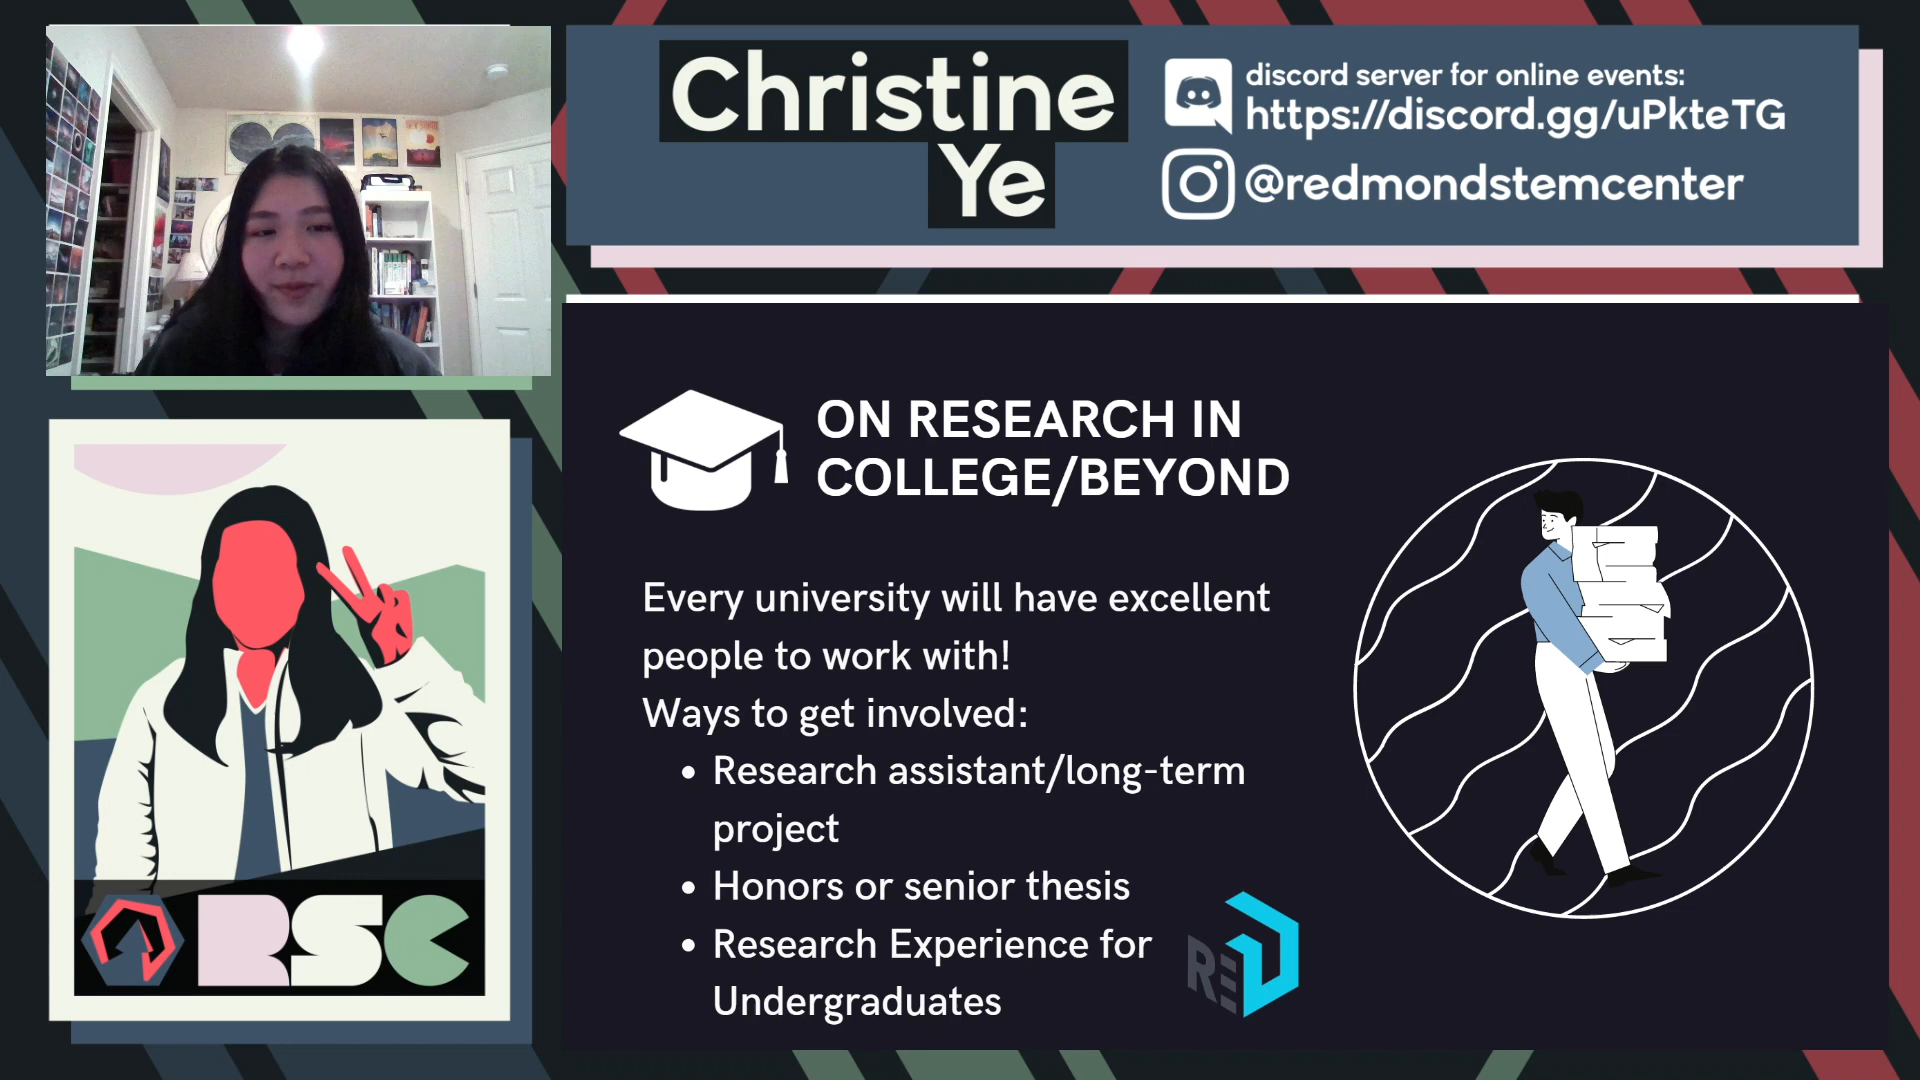 Christine
Ye
discord server for online events:
https://discord.gg/uPkteTG
@redmondstemcenter
ON RESEARCH IN
COLLEGE/BEYOND
Every university will have excellent
people to work with!
Ways to get involved:
• Research assistant/long-term
project
• Honors or senior thesis
• Research Experience for
Undergraduates
RED
RSC